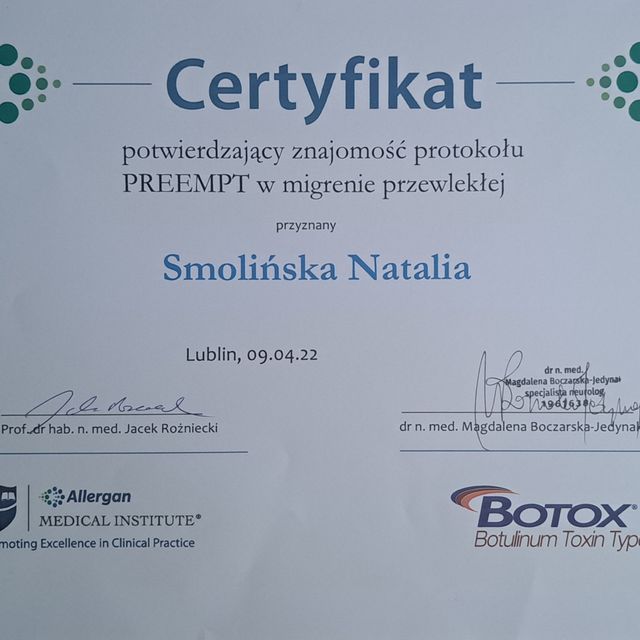 Certyfikat
potwierdzający znajomość protokołu
PREEMPT w migrenie przewlekłej
przyznany
Smolińska Natalia
Lublin, 09.04.22
dr n. med.
Magdalena Boczarska-Jedynak
specjalista neurolog
Prof. dr hab. n. med. Jacek Rożniecki
dr n. med. Magdalena Boczarska-Jedynak
Allergan
MEDICAL INSTITUTE®
moting Excellence in Clinical Practice
BOTOX®
Botulinum Toxin Type